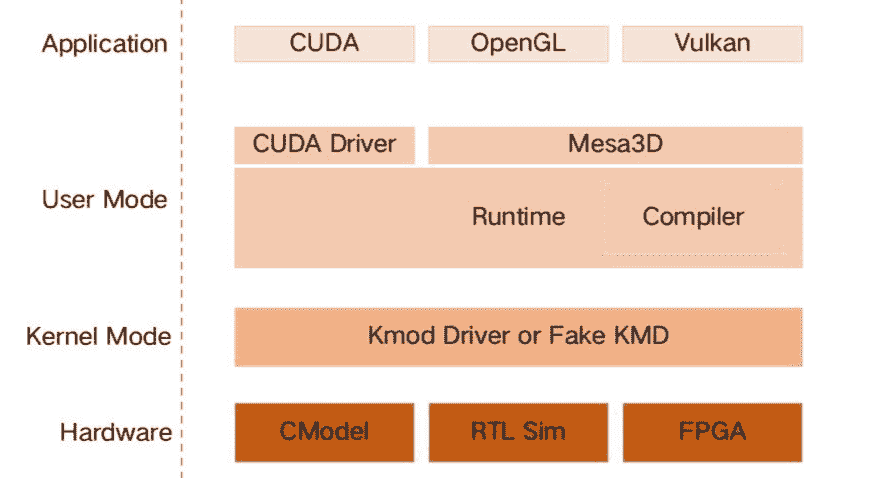 Application
CUDA
OpenGL
Vulkan
User Mode
CUDA Driver
Mesa3D
Runtime
Compiler
Kernel Mode
Kmod Driver or Fake KMD
Hardware
CModel
RTL Sim
FPGA